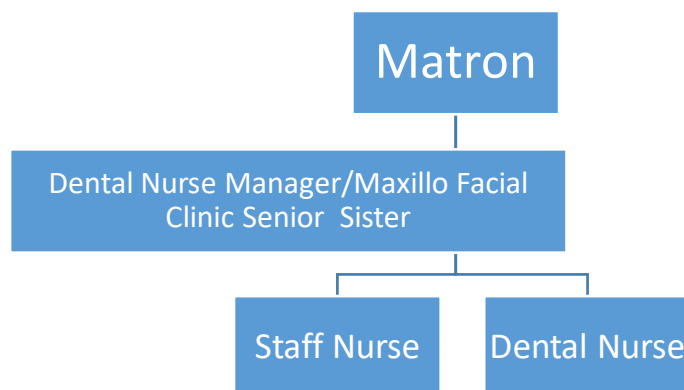 Matron
Dental Nurse Manager/Maxillo Facial
Clinic Senior  Sister
Staff Nurse
Dental Nurse